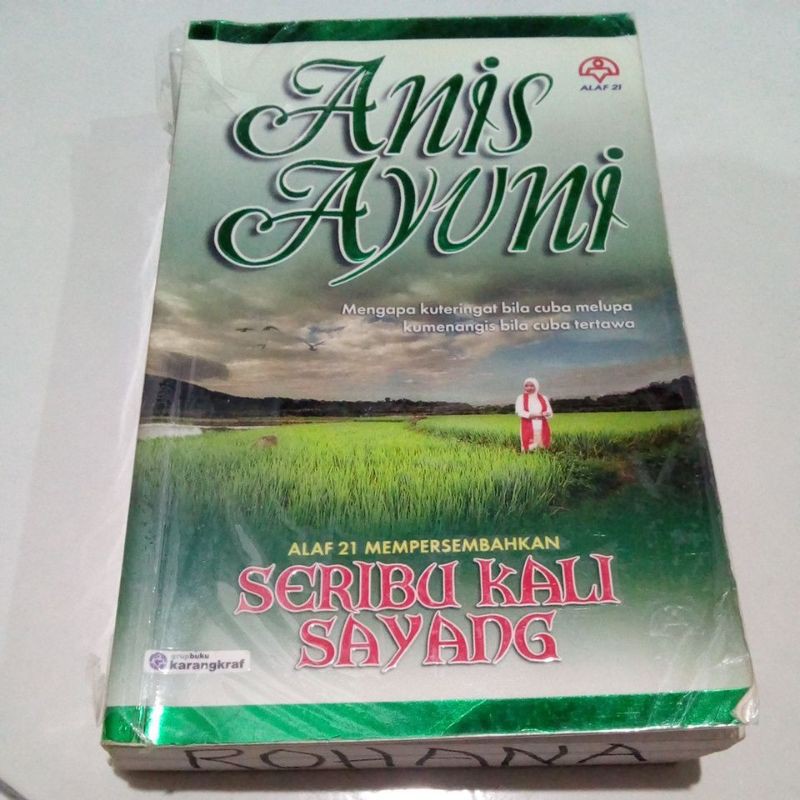 Anis
Ayuni
ALAF 21
Mengapa kuteringat bila cuba melupa
kumenangis bila cuba tertawa
ALAF 21 MEMPERSEMBAHKAN
SERIBU KALI
SAYANG
grupbuku
karangkraf
ROHANA